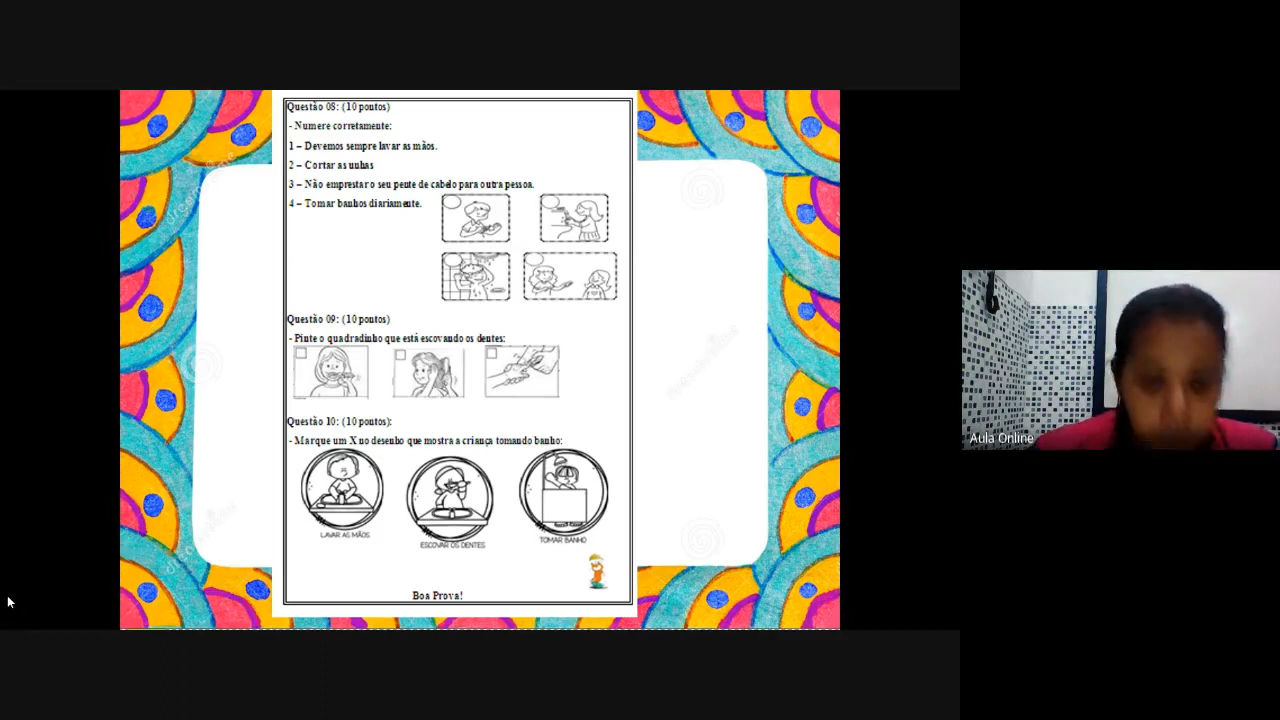 Questão 08: (10 pontos)
- Numere corretamente:
1 – Devemos sempre lavar as mãos.
2 – Cortar as unhas
3 – Não emprestar o seu pente de cabelo para outra pessoa.
4 – Tomar banhos diariamente.
Questão 09: (10 pontos)
- Pinte o quadradinho que está escovando os dentes:
Questão 10: (10 pontos):
- Marque um X no desenho que mostra a criança tomando banho:
LAVAR AS MÃOS
ESCOVAR OS DENTES
TOMAR BANHO
Boa Prova!
Aula Online